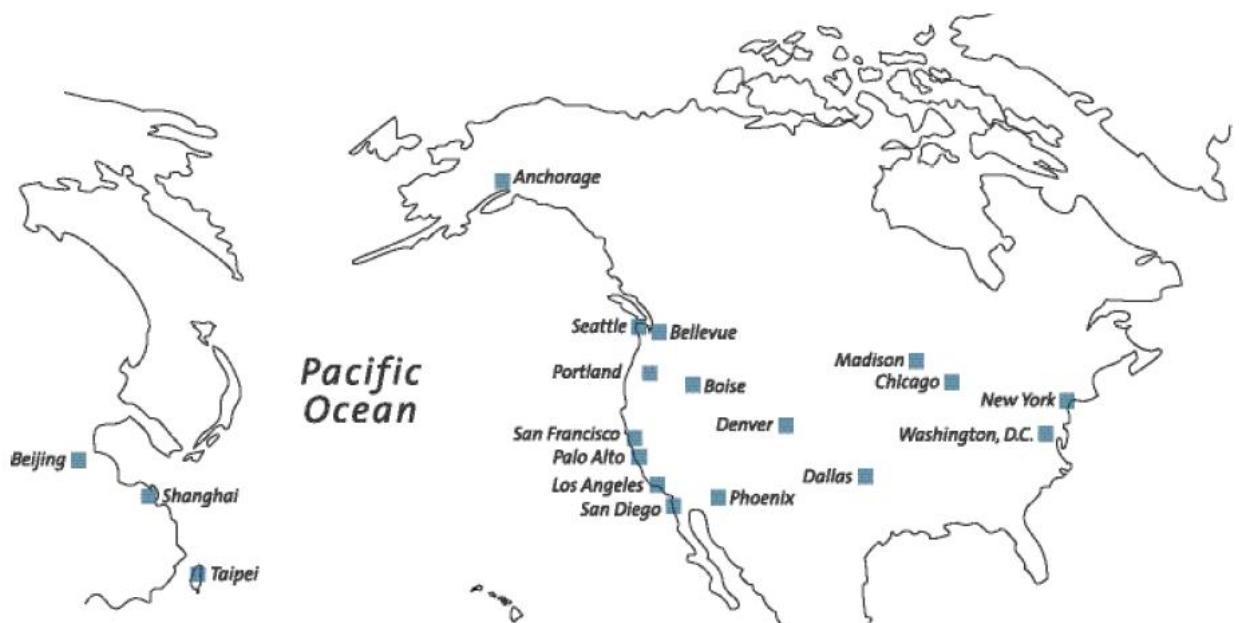 Anchorage
Seattle
Bellevue
Pacific
Ocean
Portland
Boise
Madison
Chicago
New York
Denver
Washington, D.C.
San Francisco
Palo Alto
Beijing
Dallas
Los Angeles
Shanghai
Phoenix
San Diego
Taipei